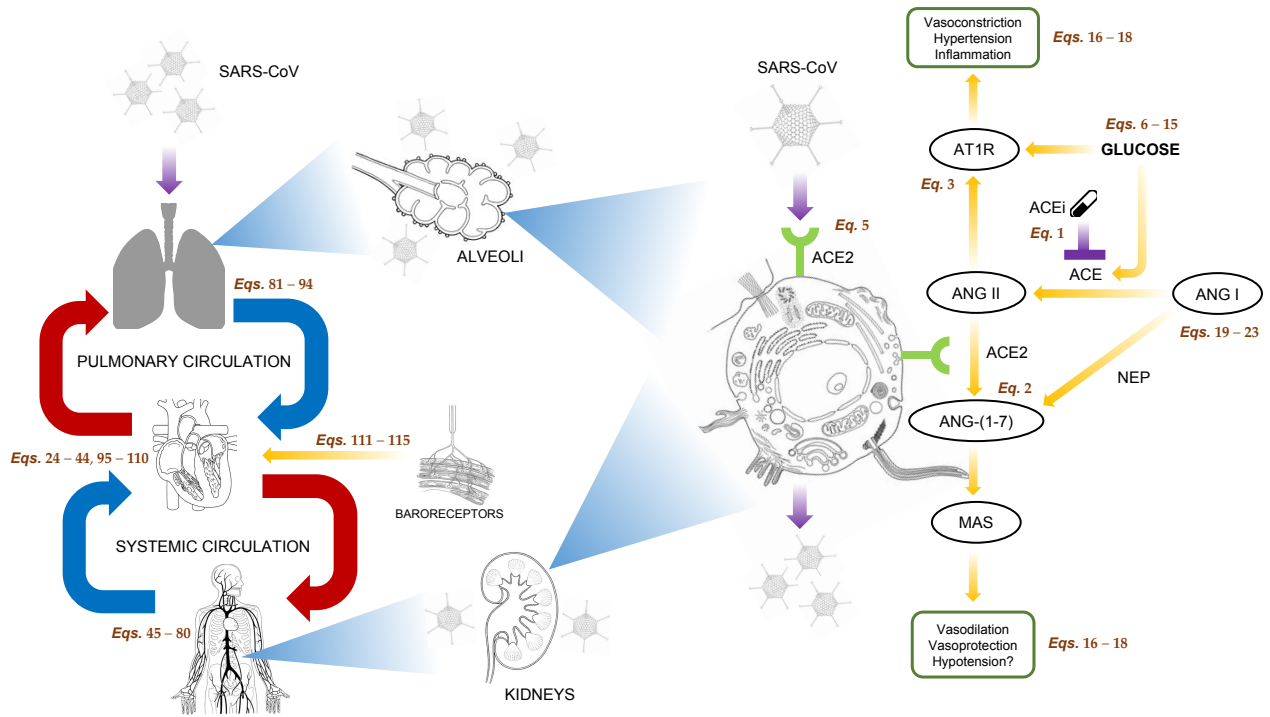 SARS-CoV
ALVEOLI
Eqs. 81 – 94
PULMONARY CIRCULATION
Eqs. 24 – 44, 95 – 110
Eqs. 111 – 115
BARORECEPTORS
SYSTEMIC CIRCULATION
Eqs. 45 – 80
KIDNEYS
SARS-CoV
Eq. 5
ACE2
ACE2
Vasoconstriction
Hypertension
Inflammation
Eqs. 16 – 18
Eqs. 6 – 15
GLUCOSE
AT1R
Eq. 3
ACEi
Eq. 1
ACE
ANG II
ANG I
Eqs. 19 – 23
NEP
Eq. 2
ANG-(1-7)
MAS
Vasodilation
Vasoprotection
Hypotension?
Eqs. 16 – 18